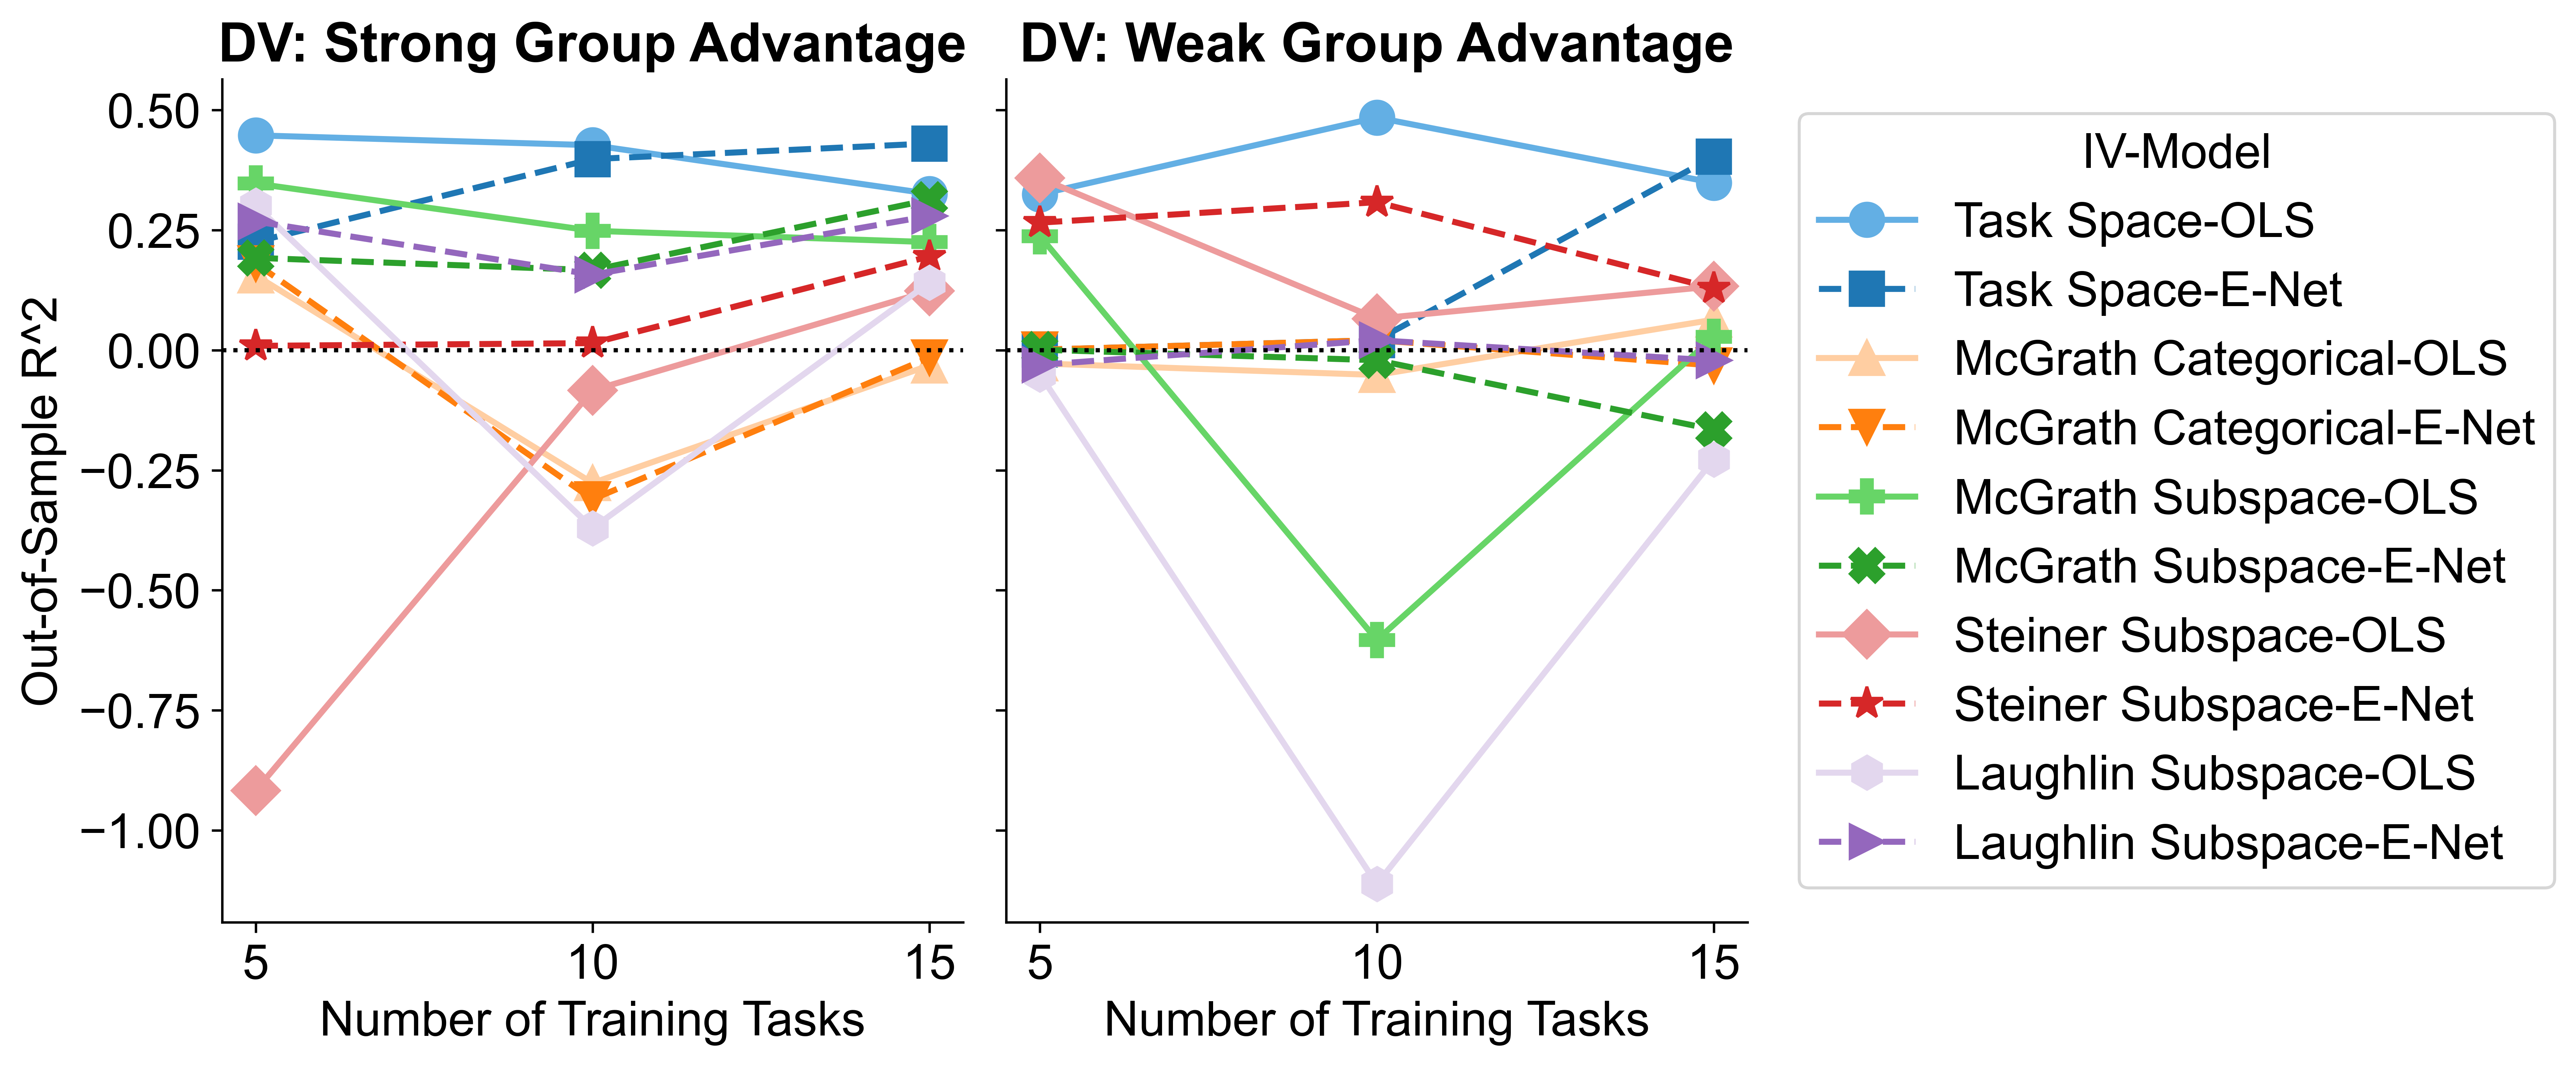 DV: Strong Group Advantage
DV: Weak Group Advantage
Out-of-Sample R^2
0.50
0.25
0.00
−0.25
−0.50
−0.75
−1.00
5 10 15
Number of Training Tasks
5 10 15
Number of Training Tasks
IV-Model
Task Space-OLS
Task Space-E-Net
McGrath Categorical-OLS
McGrath Categorical-E-Net
McGrath Subspace-OLS
McGrath Subspace-E-Net
Steiner Subspace-OLS
Steiner Subspace-E-Net
Laughlin Subspace-OLS
Laughlin Subspace-E-Net